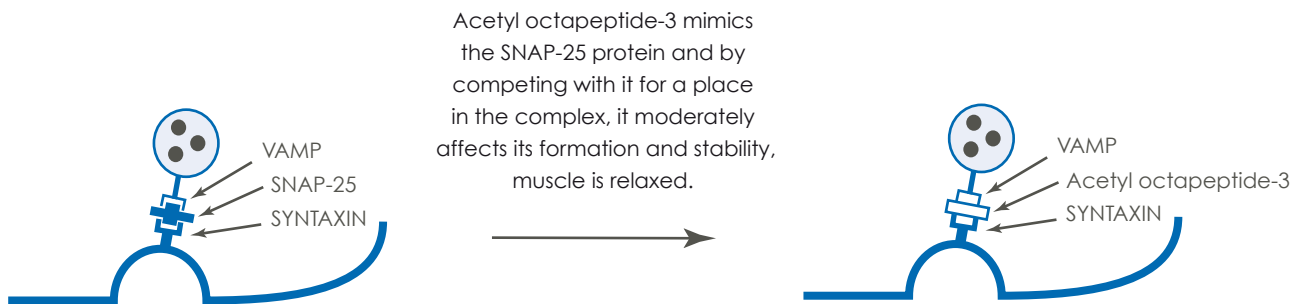 Acetyl octapeptide-3 mimics
the SNAP-25 protein and by
competing with it for a place
in the complex, it moderately
affects its formation and stability,
muscle is relaxed.
VAMP
SNAP-25
SYNTAXIN
VAMP
Acetyl octapeptide-3
SYNTAXIN